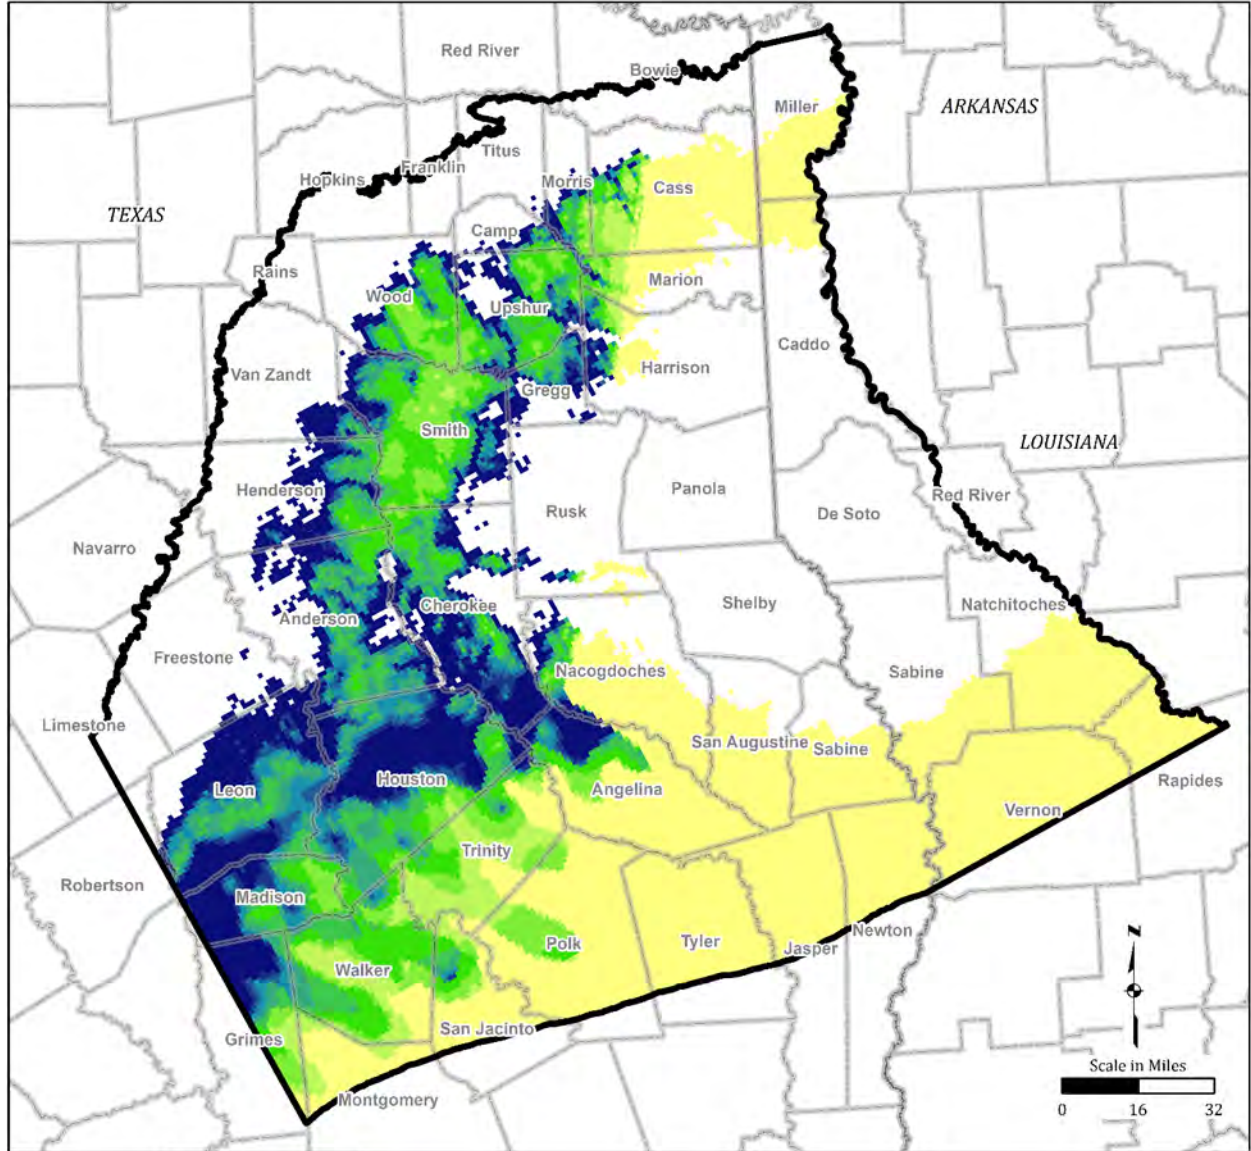 Red River
Bowie
Miller
ARKANSAS
Titus
Franklin
Hopkins
Morris
Cass
TEXAS
Camp
Rains
Marion
Wood
Upshur
Caddo
Harrison
Van Zandt
Gregg
Smith
LOUISIANA
Henderson
Panola
Red River
Rusk
De Soto
Navarro
Shelby
Natchitoches
Cherokee
Anderson
Freestone
Nacogdoches
Sabine
Limestone
San Augustine
Sabine
Houston
Rapides
Leon
Angelina
Vernon
Trinity
Robertson
Madison
Newton
Polk
Tyler
Jasper
Walker
N
San Jacinto
Grimes
Scale in Miles
Montgomery
0 16 32